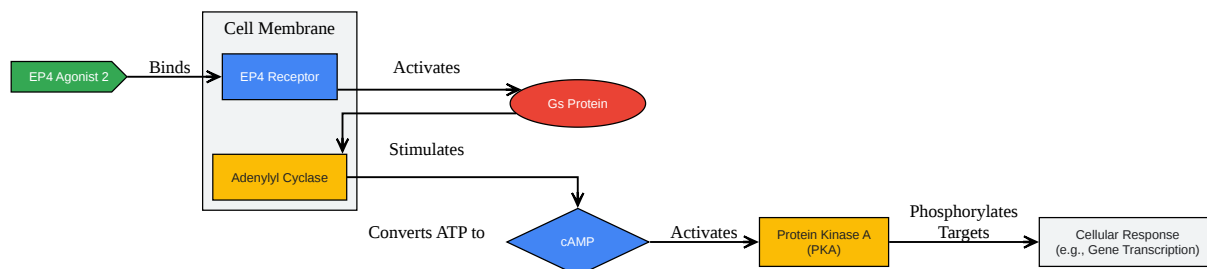 Cell Membrane
EP4 Agonist 2
Binds
EP4 Receptor
Activates
Gs Protein
Stimulates
Adenylyl Cyclase
Converts ATP to
cAMP
Activates
Protein Kinase A
(PKA)
Phosphorylates
Targets
Cellular Response
(e.g., Gene Transcription)